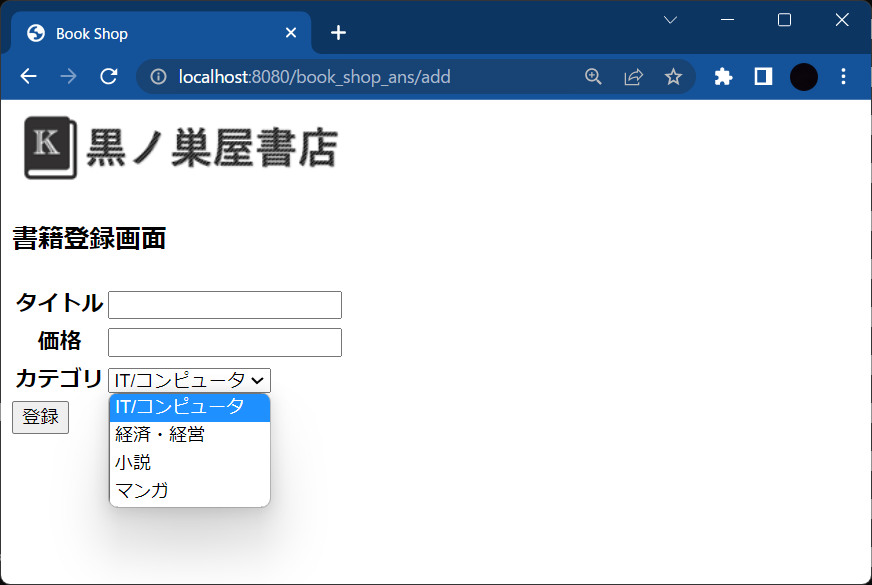 Book Shop
localhost:8080/book_shop_ans/add
K 黒ノ巣屋書店
書籍登録画面
タイトル
価格
カテゴリ IT/コンピュータ
登録 IT/コンピュータ
経済・経営
小説
マンガ